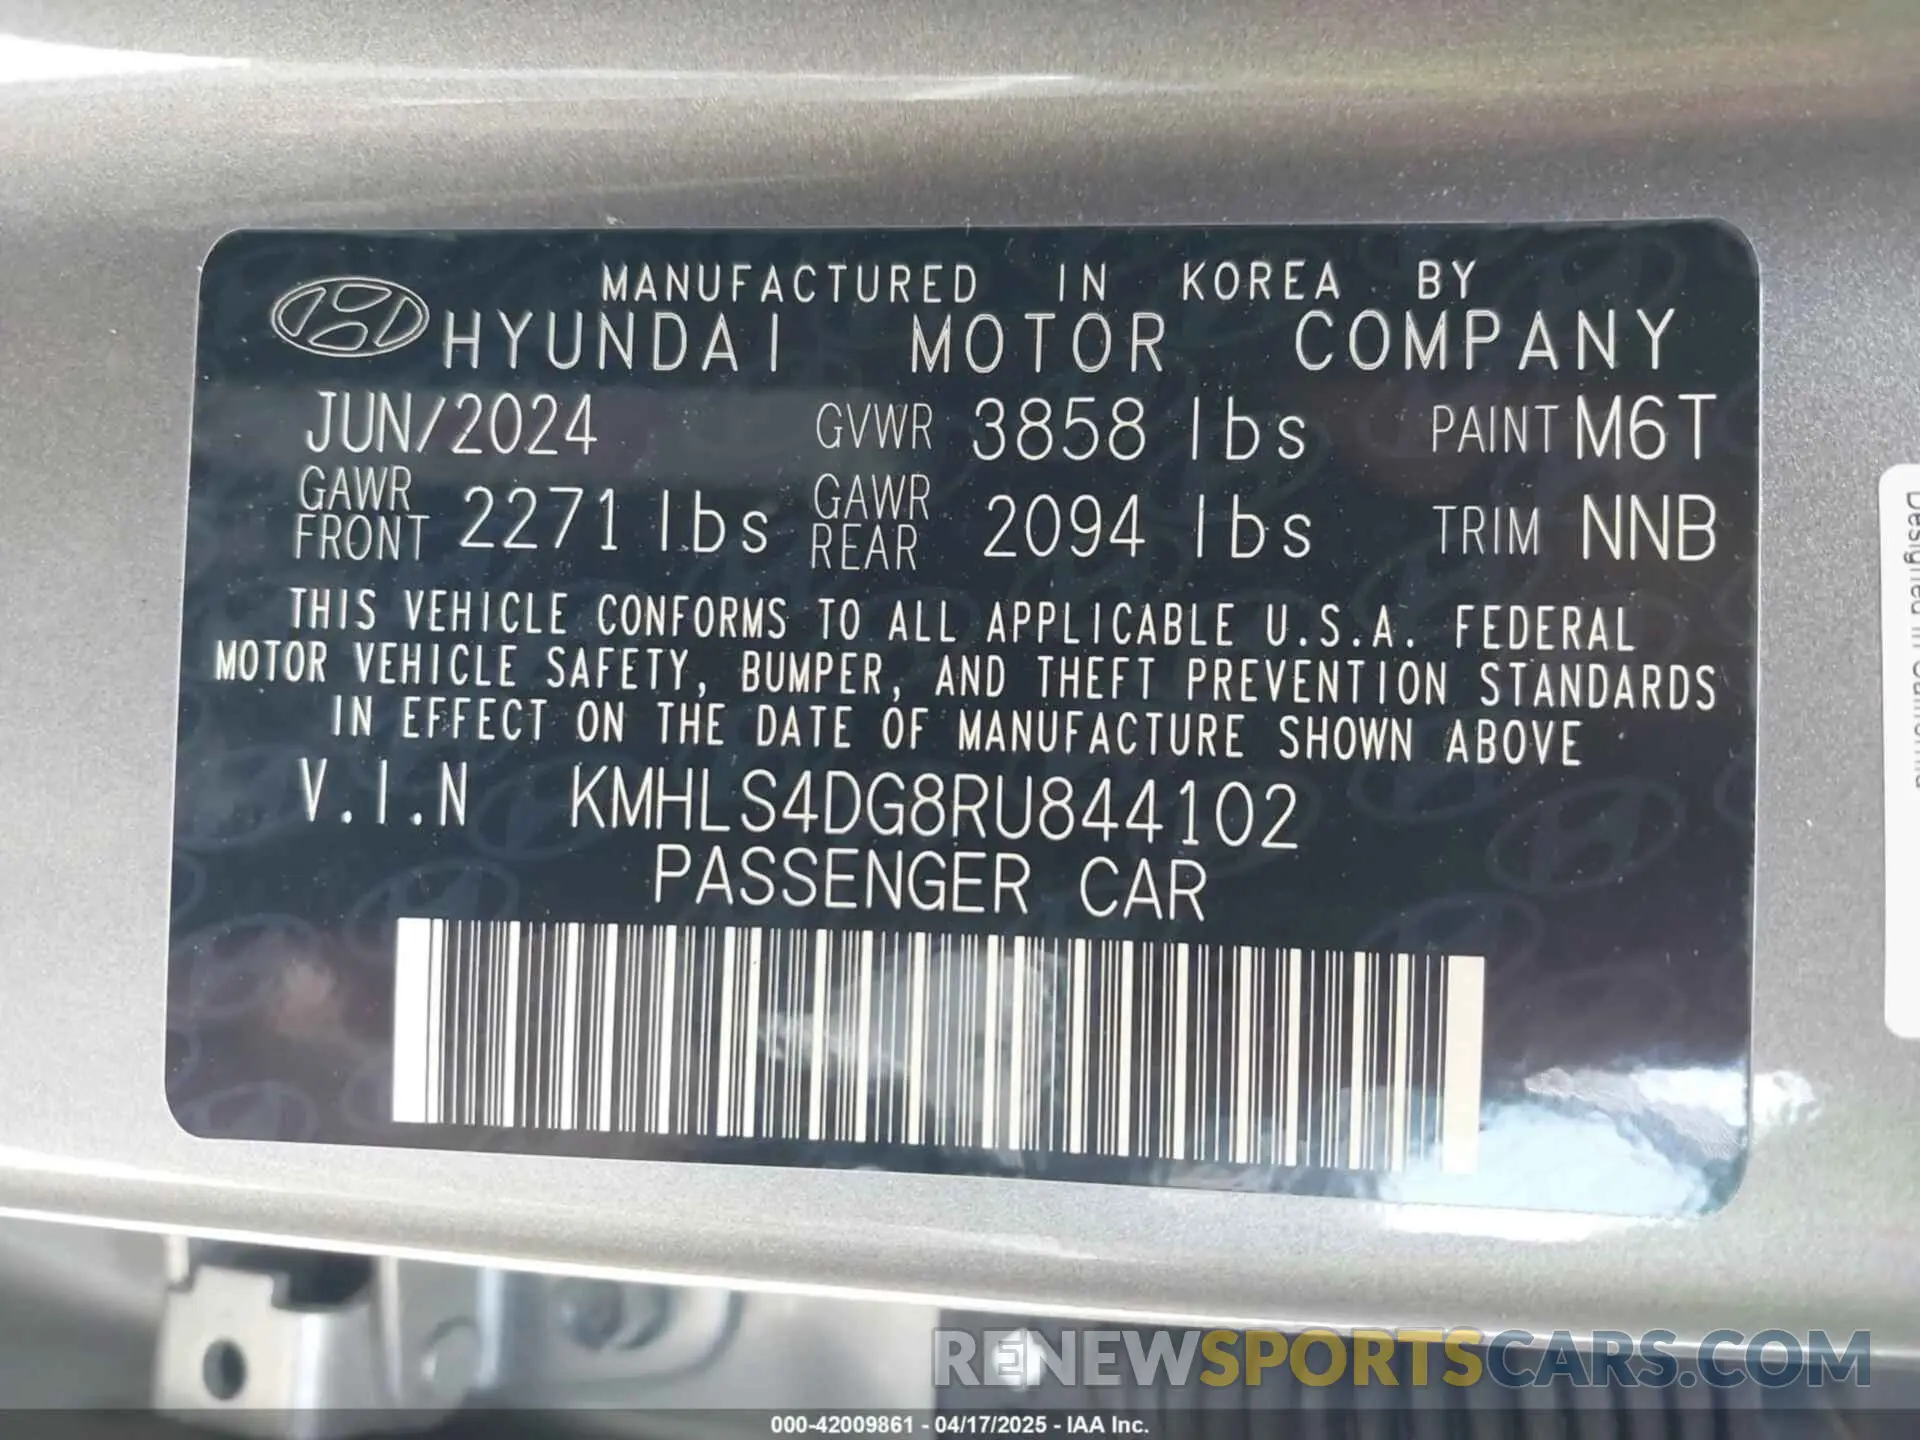 MANUFACTURED IN KOREA BY
HYUNDAI MOTOR COMPANY
JUN/2024 GVWR 3858 lbs PAINT M6T
GAWR FRONT 2271 lbs GAWR REAR 2094 lbs TRIM NNB
THIS VEHICLE CONFORMS TO ALL APPLICABLE U.S.A. FEDERAL
MOTOR VEHICLE SAFETY, BUMPER, AND THEFT PREVENTION STANDARDS
IN EFFECT ON THE DATE OF MANUFACTURE SHOWN ABOVE
V.I.N KMHLS4DG8RU844102
PASSENGER CAR
Designed in California
RENEWSPORTSCARS.COM
000-42009861 - 04/17/2025 - IAA Inc.